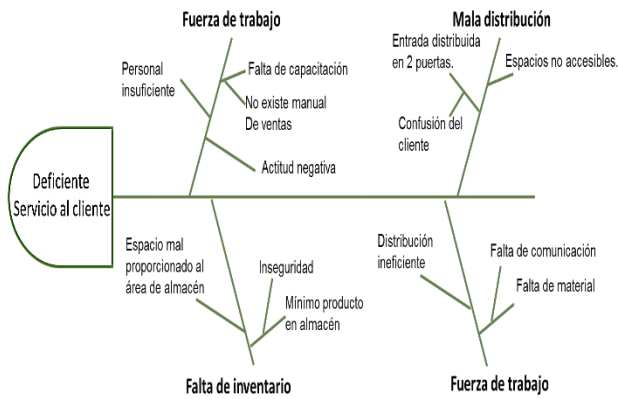 Fuerza de trabajo
Mala distribución
Personal
insuficiente
Falta de capacitación
No existe manual
De ventas
Actitud negativa
Entrada distribuida
en 2 puertas.
Espacios no accesibles.
Confusión del
cliente
Deficiente
Servicio al cliente
Espacio mal
proporcionado al
área de almacén
Inseguridad
Mínimo producto
en almacén
Distribución
ineficiente
Falta de comunicación
Falta de material
Falta de inventario
Fuerza de trabajo